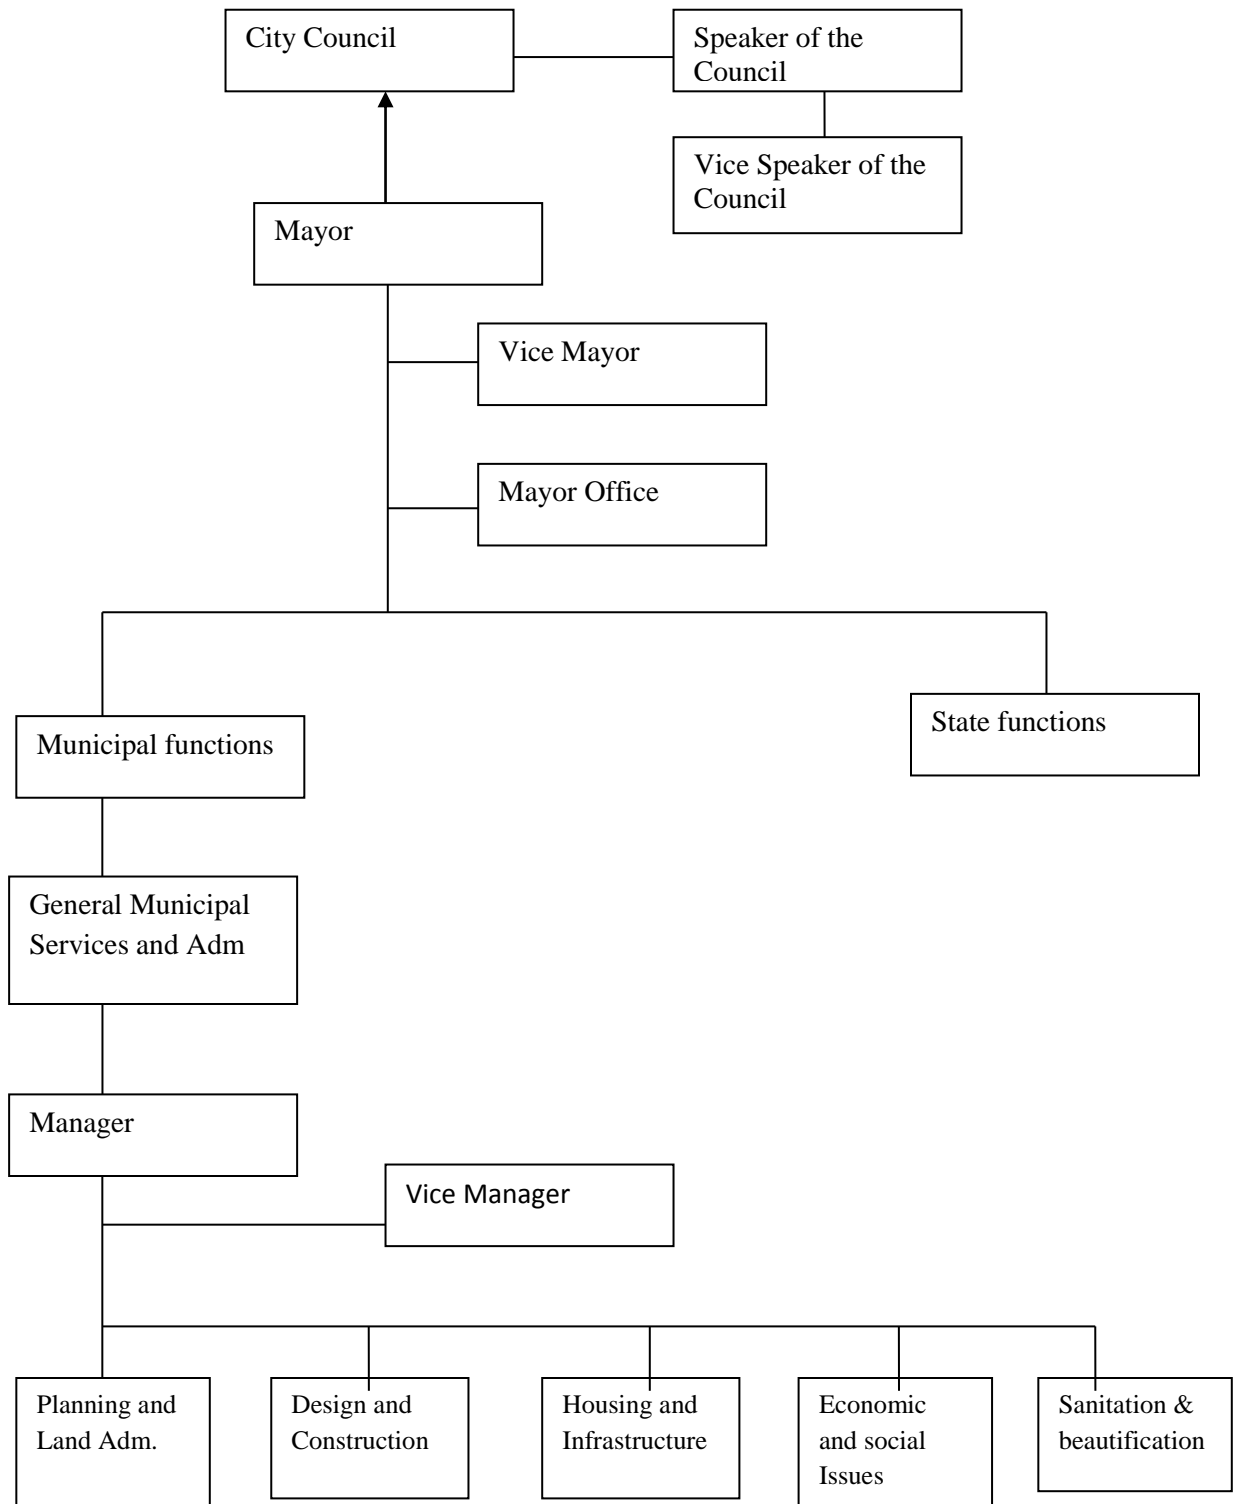 City Council
Speaker of the
Council
Vice Speaker of the
Council
Mayor
Vice Mayor
Mayor Office
Municipal functions
State functions
General Municipal
Services and Adm
Manager
Vice Manager
Planning and
Land Adm.
Design and
Construction
Housing and
Infrastructure
Economic
and social
Issues
Sanitation &
beautification